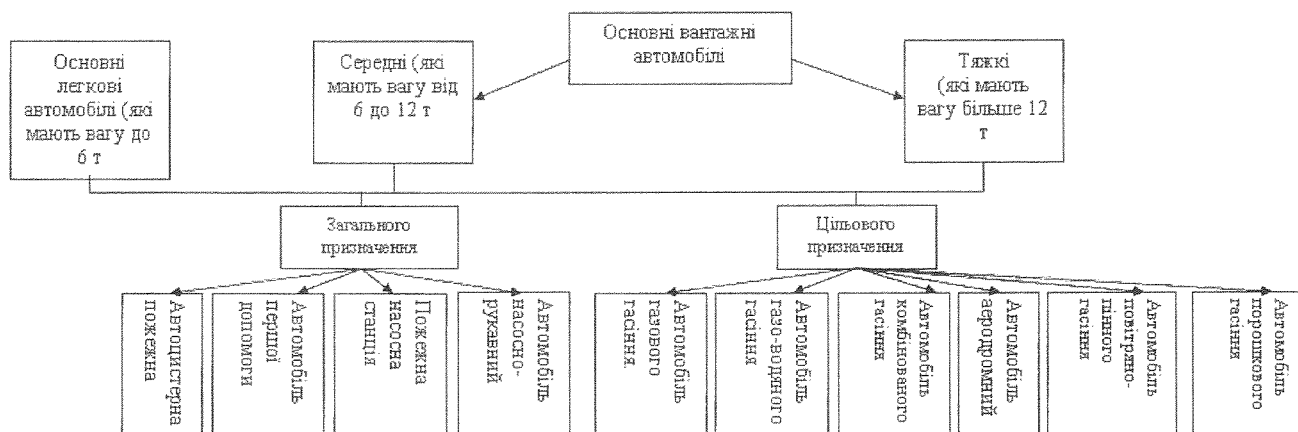 Основні вантажні
автомобілі
Основні
легкові
автомобілі (які
мають вагу до
6 т
Середні (які
мають вагу від
6 до 12 т
Тяжкі
(які мають
вагу більше 12
т
Загального
призначення
Цільового
призначення
Автоцистерна
пожежна
Автомобіль
першої
допомоги
Пожежна
насосна
станція
Автомобіль
насосно-
рукавний
Автомобіль
газового
гасіння.
Автомобіль
газо-водяного
гасіння
Автомобіль
комбінованого
гасіння
Автомобіль
аеродромний
Автомобіль
повітряно-
пінного
гасіння
Автомобіль
порошкового
гасіння